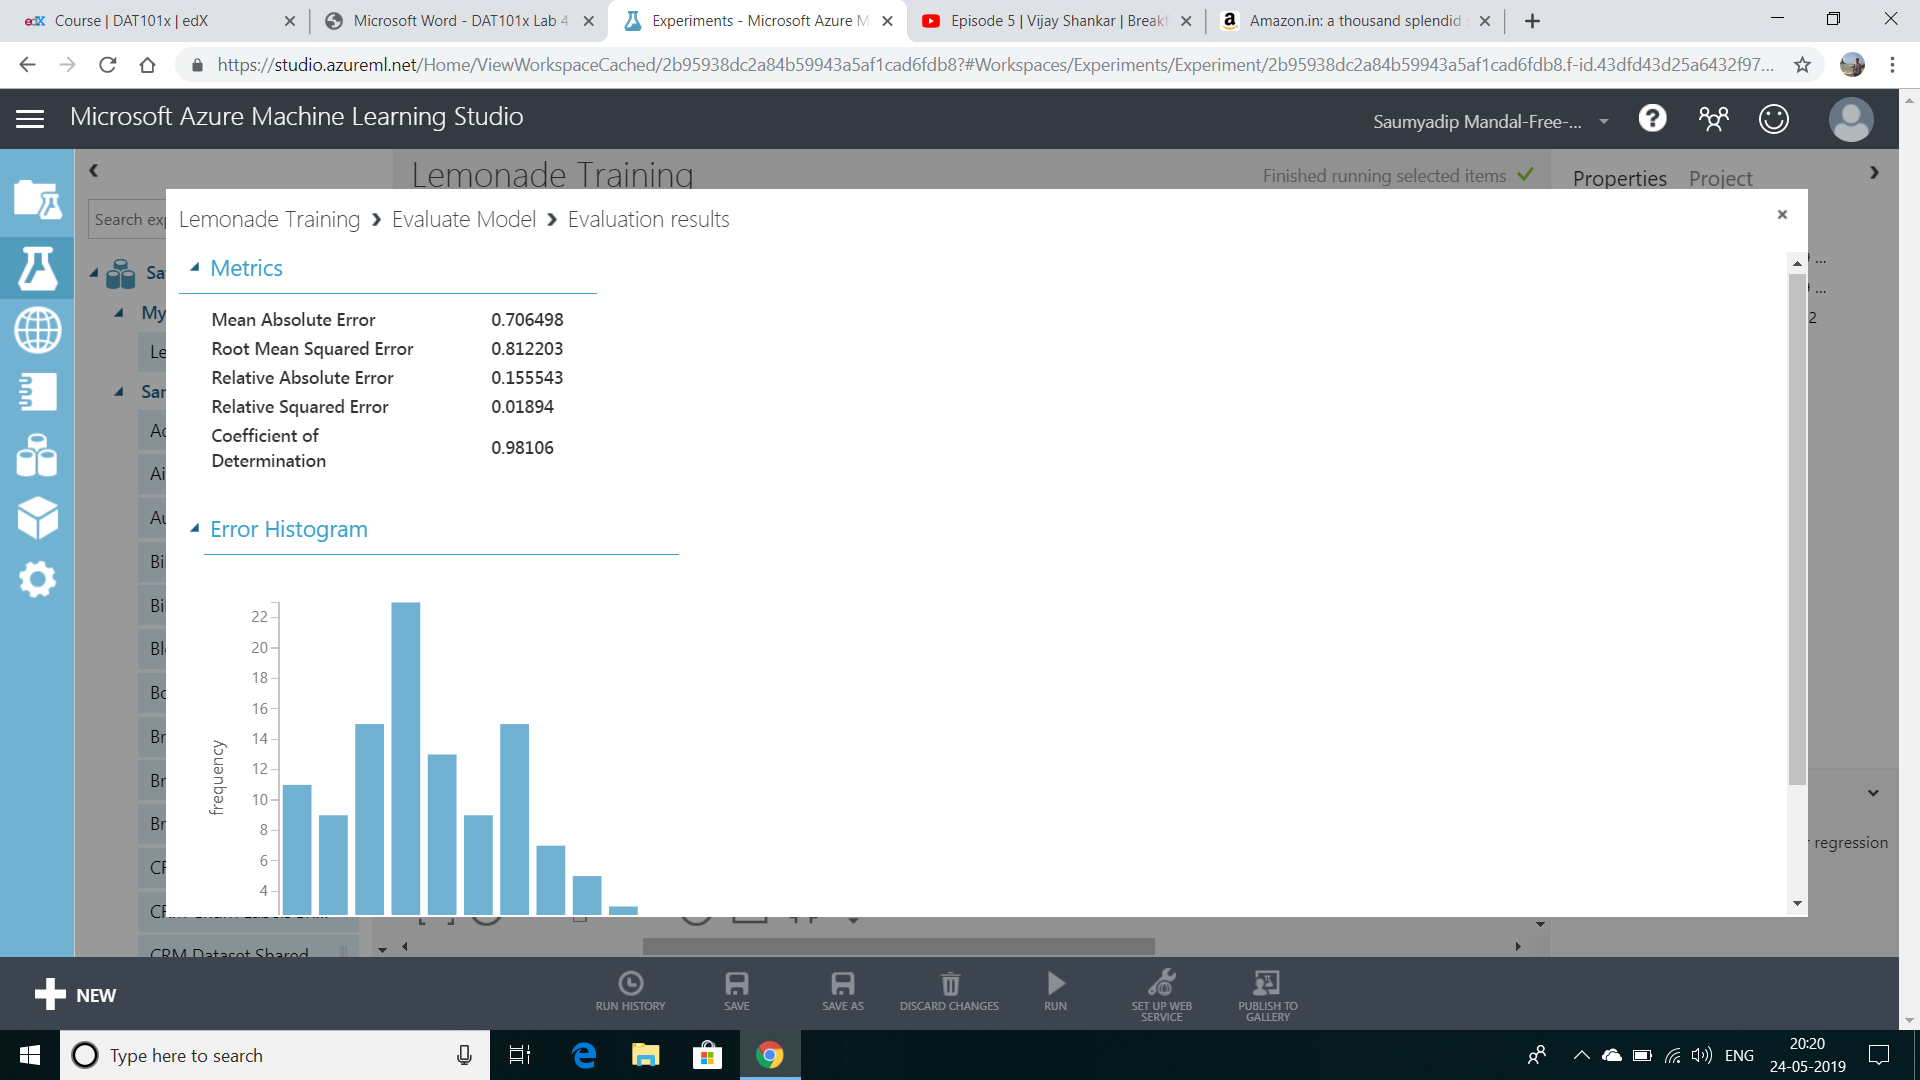 Course | DAT101x | edX
Microsoft Word - DAT101x Lab 4
Experiments - Microsoft Azure M
Episode 5 | Vijay Shankar | Breakf
Amazon.in: a thousand splendid s
https://studio.azureml.net/Home/ViewWorkspaceCached/2b95938dc2a84b59943a5af1cad6fdb8?#Workspaces/Experiments/Experiment/2b95938dc2a84b59943a5af1cad6fdb8.f-id.43dfd43d25a6432f97...
Microsoft Azure Machine Learning Studio
Saumyadip Mandal-Free-...
Lemonade Training
Finished running selected items
Properties Project
Search exp
Lemonade Training > Evaluate Model > Evaluation results
Metrics
Mean Absolute Error 0.706498
Root Mean Squared Error 0.812203
Relative Absolute Error 0.155543
Relative Squared Error 0.01894
Coefficient of
Determination 0.98106
Error Histogram
frequency
22
20
18
16
14
12
10
8
6
4
Sa
My
Le
Sar
Ac
Ai
Au
Bi
Bi
Bl
Bo
Br
Br
Br
CRM Dataset Shared
2
regression
NEW
RUN HISTORY
SAVE
SAVE AS
DISCARD CHANGES
RUN
SET UP WEB
SERVICE
PUBLISH TO
GALLERY
Type here to search
ENG
20:20
24-05-2019